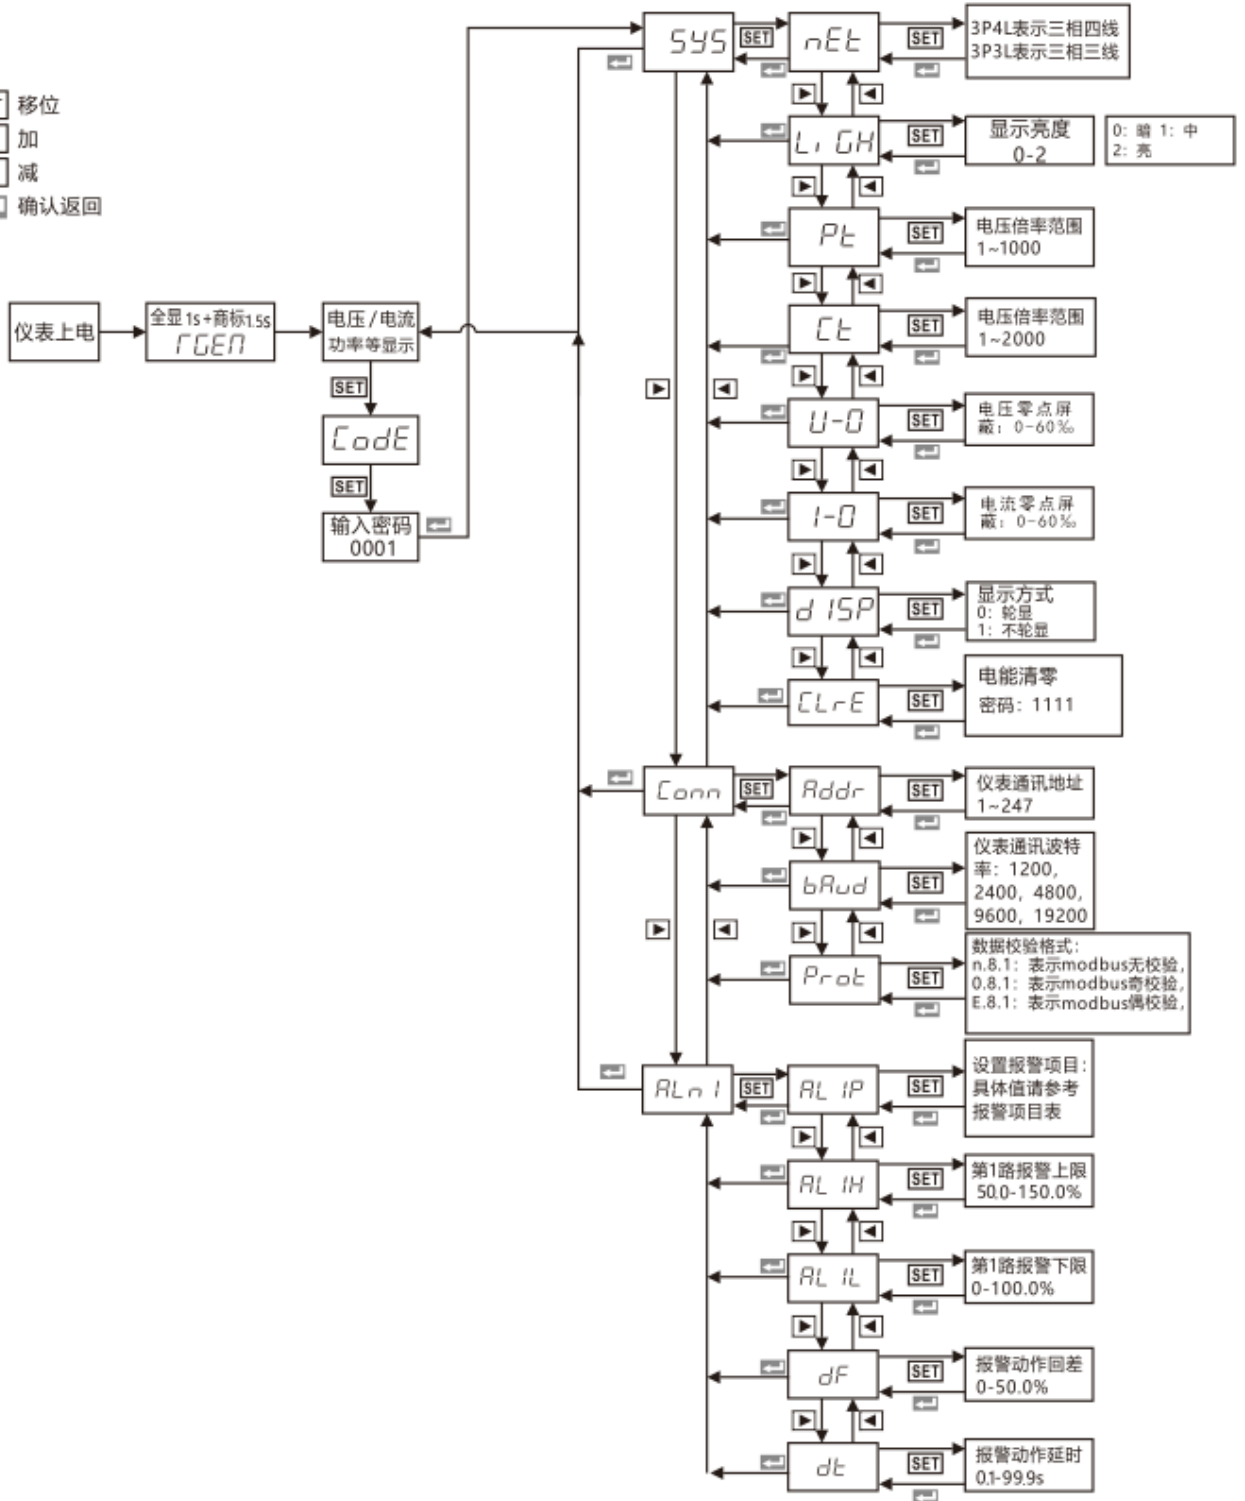 移位
加
减
确认返回
仪表上电
全显1s+商标1.5s
rGEN
电压/电流
功率等显示
SET
CodE
SET
输入密码
0001
SYS
SET
nEt
SET
3P4L表示三相四线
3P3L表示三相三线
LiGH
SET
显示亮度
0-2
0：暗 1：中
2：亮
Pt
SET
电压倍率范围
1~1000
Ct
SET
电压倍率范围
1~2000
U-0
SET
电压零点屏
蔽：0-60‰
I-0
SET
电流零点屏
蔽：0-60‰
dISP
SET
显示方式
0：轮显
1：不轮显
CLrE
SET
电能清零
密码：1111
Conn
SET
Addr
SET
仪表通讯地址
1~247
bAud
SET
仪表通讯波特
率：1200，
2400，4800，
9600，19200
Prot
SET
数据校验格式：
n.8.1：表示modbus无校验，
0.8.1：表示modbus奇校验，
E.8.1：表示modbus偶校验，
ALn1
SET
AL1P
SET
设置报警项目：
具体值请参考
报警项目表
AL1H
SET
第1路报警上限
50.0-150.0%
AL1L
SET
第1路报警下限
0-100.0%
dF
SET
报警动作回差
0-50.0%
dt
SET
报警动作延时
0.1-99.9s